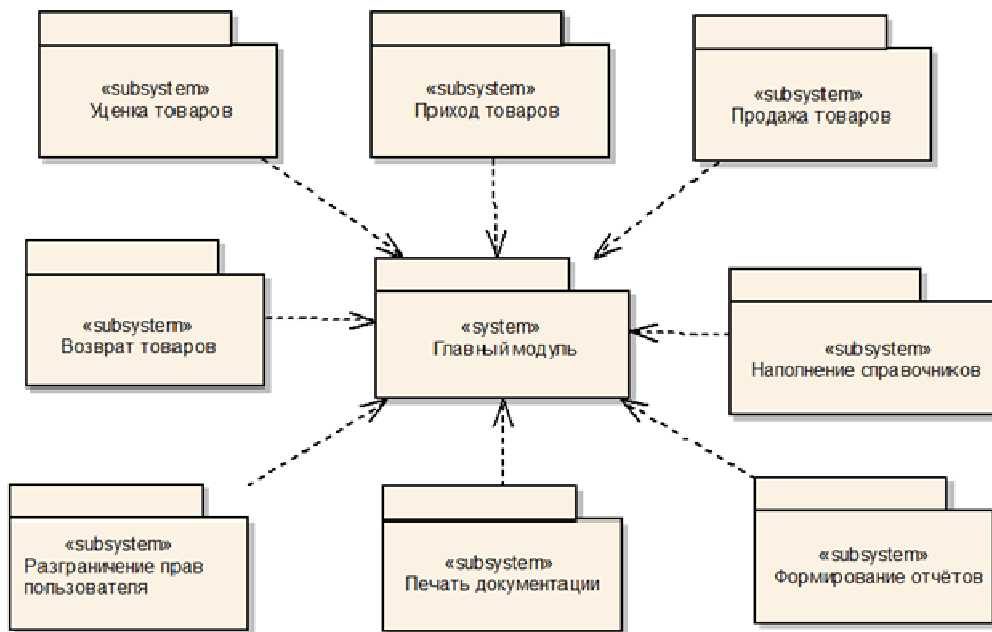 «subsystem»
Уценка товаров
«subsystem»
Приход товаров
«subsystem»
Продажа товаров
«subsystem»
Возврат товаров
«system»
Главный модуль
«subsystem»
Наполнение справочников
«subsystem»
Разграничение прав
пользователя
«subsystem»
Печать документации
«subsystem»
Формирование отчётов